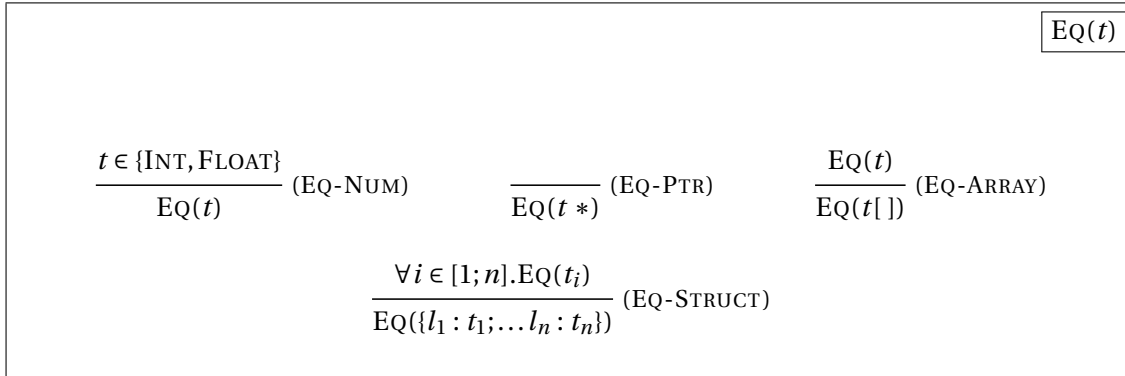 EQ(t)
t ∈ {INT, FLOAT}
EQ(t)
(EQ-NUM)
EQ(t ∗)
(EQ-PTR)
EQ(t)
EQ(t[ ])
(EQ-ARRAY)
∀i ∈ [1; n].EQ(tᵢ)
EQ({l₁ : t₁; … lₙ : tₙ})
(EQ-STRUCT)